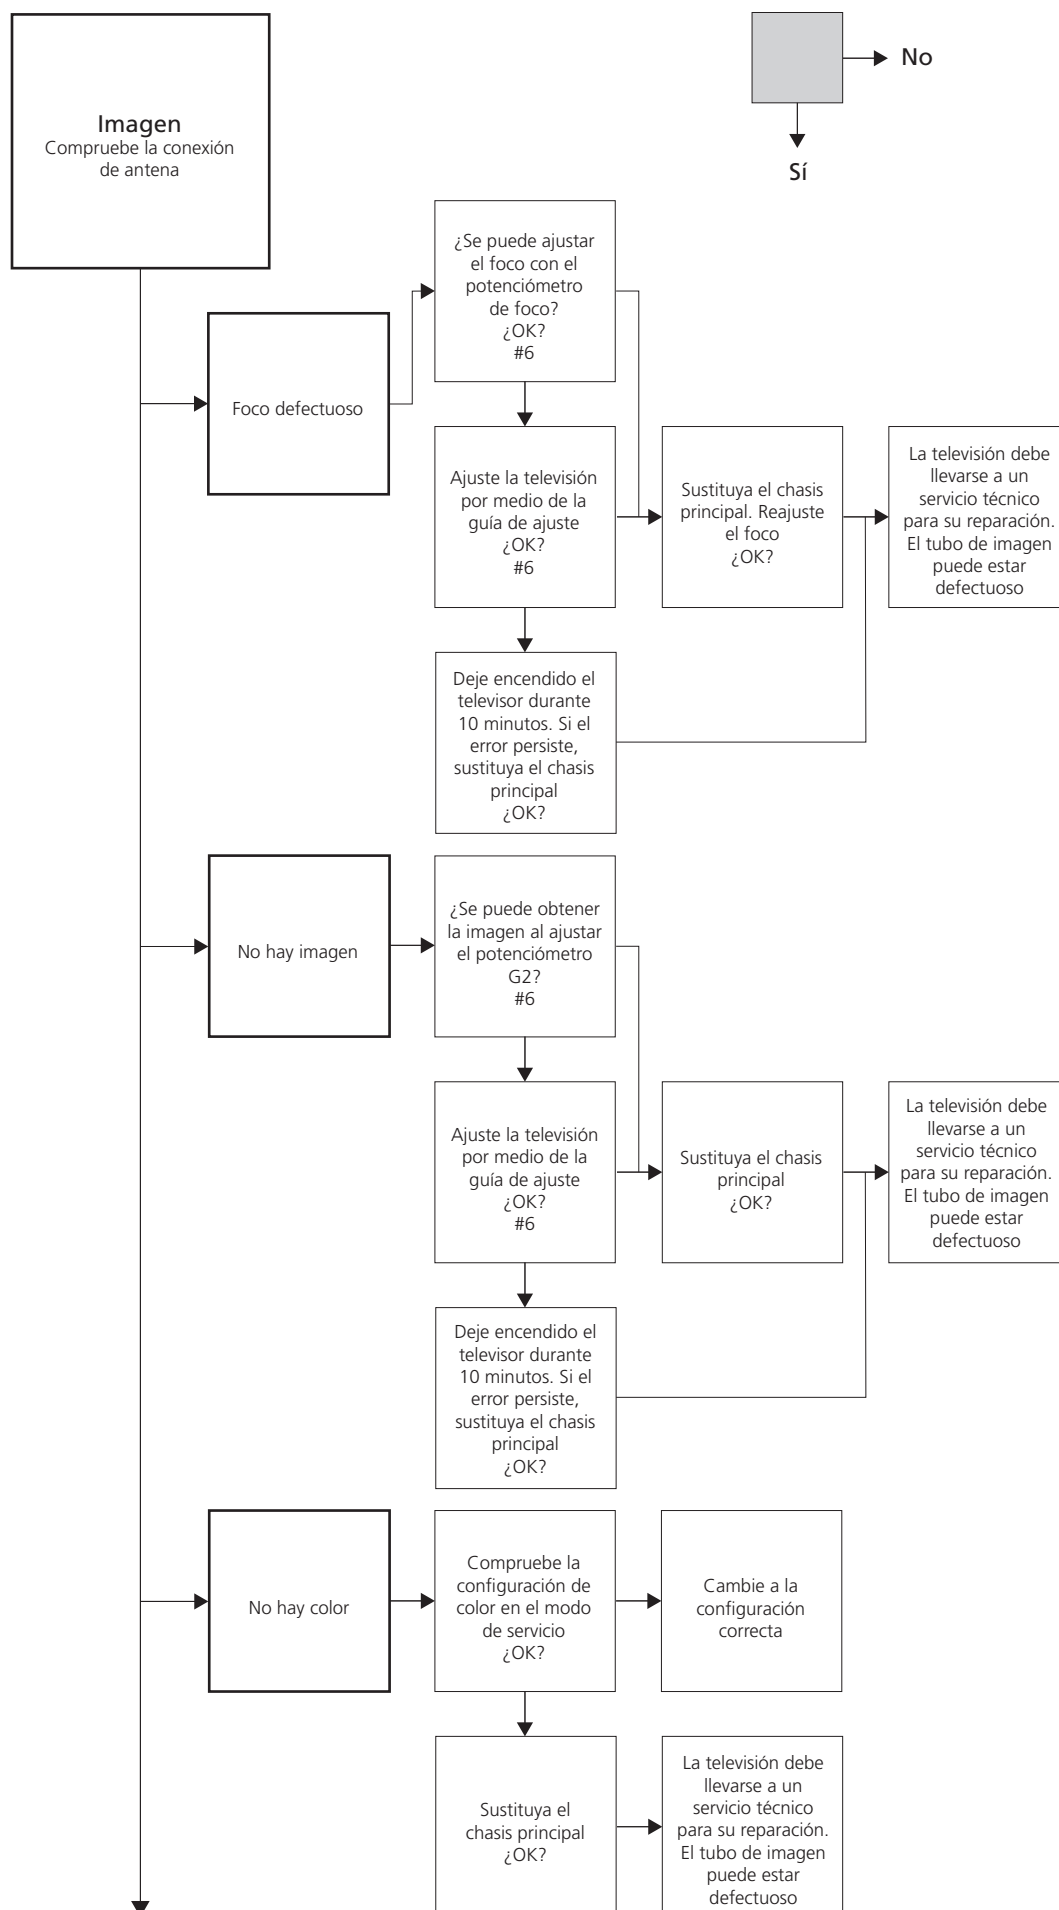 Imagen
Compruebe la conexión
de antena
No
Sí
¿Se puede ajustar
el foco con el
potenciómetro
de foco?
¿OK?
#6
Foco defectuoso
Ajuste la televisión
por medio de la
guía de ajuste
¿OK?
#6
Sustituya el chasis
principal. Reajuste
el foco
¿OK?
La televisión debe
llevarse a un
servicio técnico
para su reparación.
El tubo de imagen
puede estar
defectuoso
Deje encendido el
televisor durante
10 minutos. Si el
error persiste,
sustituya el chasis
principal
¿OK?
No hay imagen
¿Se puede obtener
la imagen al ajustar
el potenciómetro
G2?
#6
Ajuste la televisión
por medio de la
guía de ajuste
¿OK?
#6
Sustituya el chasis
principal
¿OK?
La televisión debe
llevarse a un
servicio técnico
para su reparación.
El tubo de imagen
puede estar
defectuoso
Deje encendido el
televisor durante
10 minutos. Si el
error persiste,
sustituya el chasis
principal
¿OK?
No hay color
Compruebe la
configuración de
color en el modo
de servicio
¿OK?
Cambie a la
configuración
correcta
Sustituya el
chasis principal
¿OK?
La televisión debe
llevarse a un
servicio técnico
para su reparación.
El tubo de imagen
puede estar
defectuoso